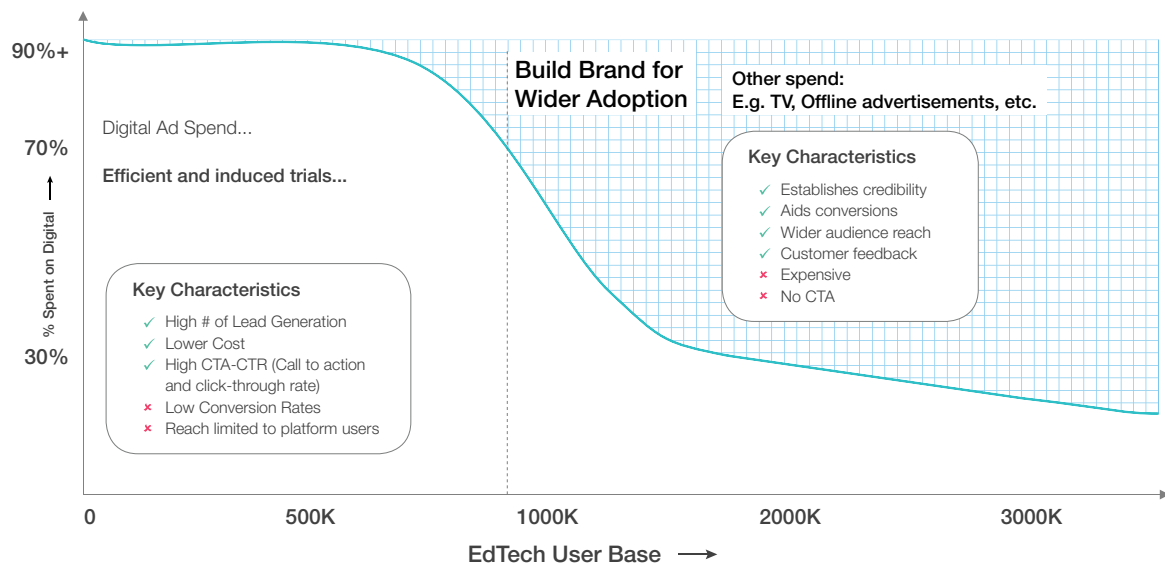 90%+
70%
30%
% Spent on Digital
Digital Ad Spend...
Efficient and induced trials...
Key Characteristics
✓ High # of Lead Generation
✓ Lower Cost
✓ High CTA-CTR (Call to action
and click-through rate)
✗ Low Conversion Rates
✗ Reach limited to platform users
Build Brand for
Wider Adoption
Other spend:
E.g. TV, Offline advertisements, etc.
Key Characteristics
✓ Establishes credibility
✓ Aids conversions
✓ Wider audience reach
✓ Customer feedback
✗ Expensive
✗ No CTA
0
500K
1000K
2000K
3000K
EdTech User Base